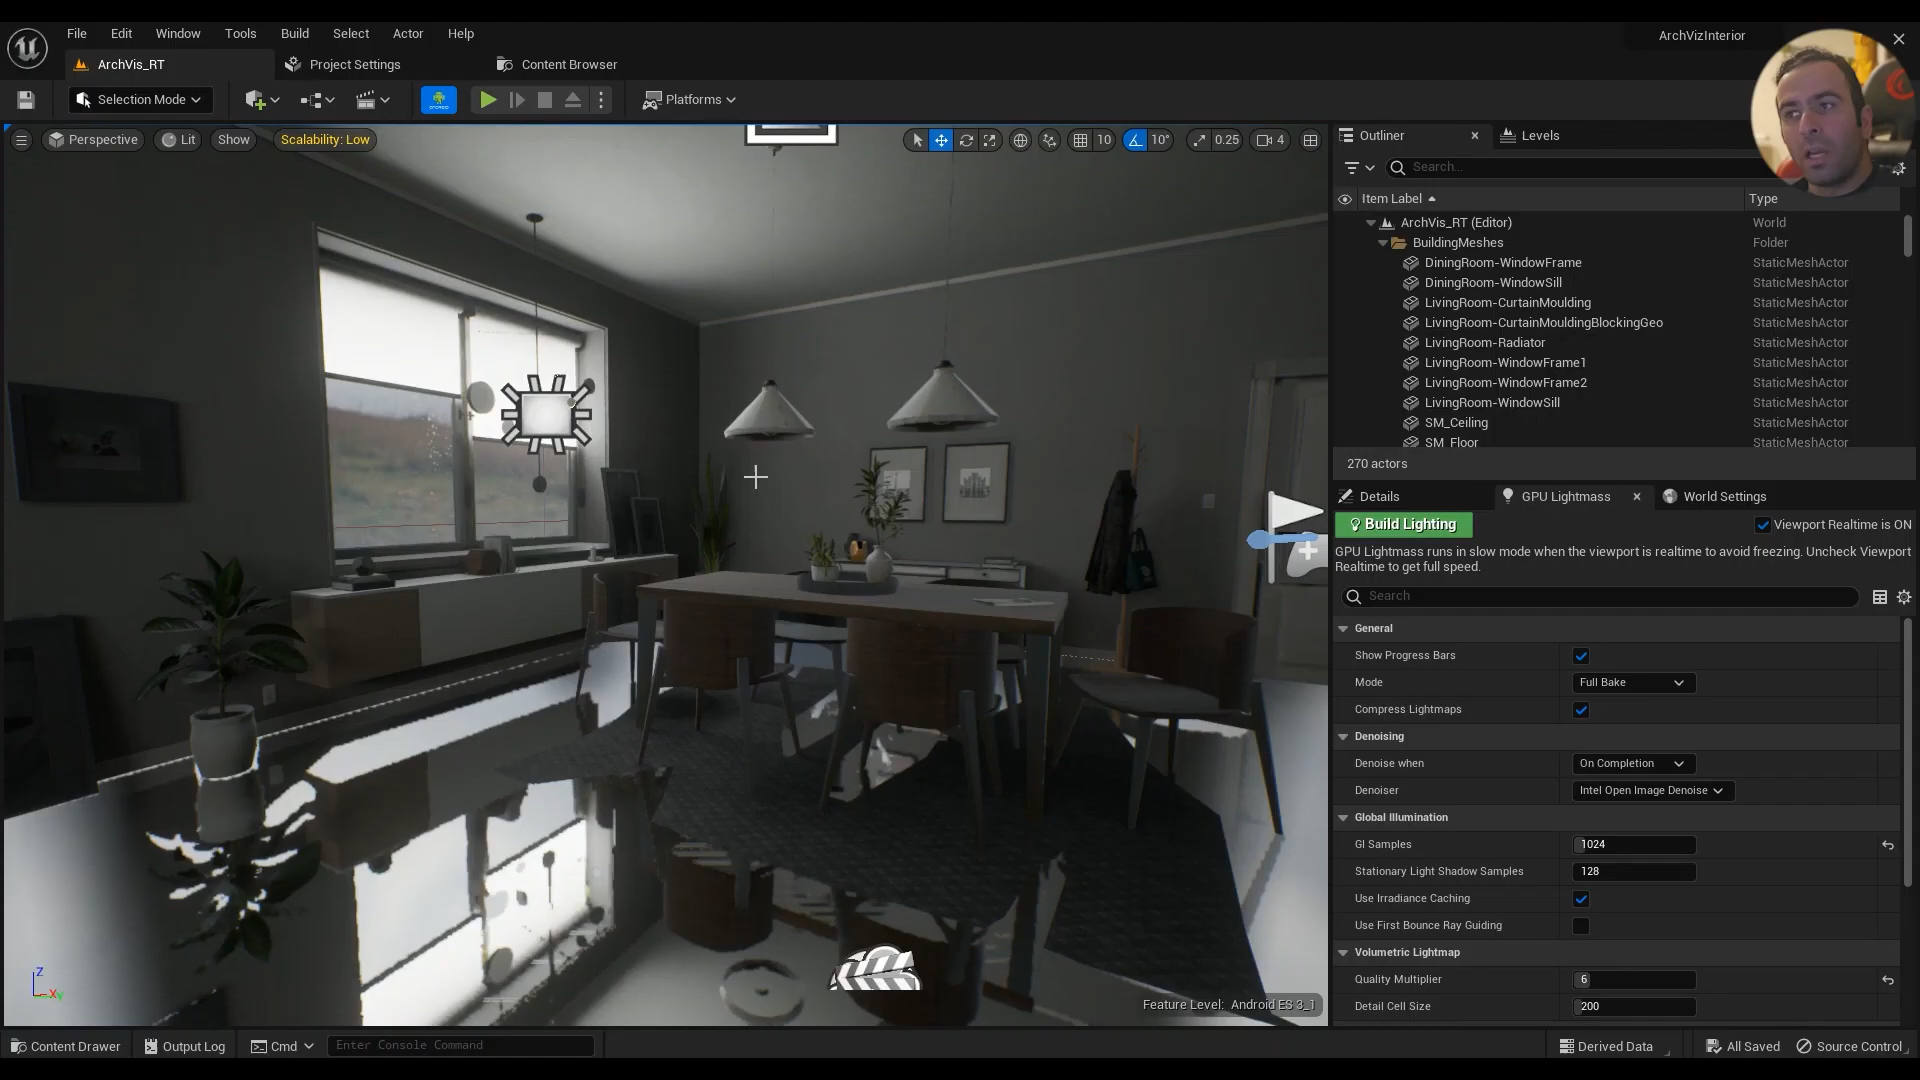 File Edit Window Tools Build Select Actor Help
ArchVizInterior
ArchVis_RT Project Settings Content Browser
Selection Mode Platforms
Perspective Lit Show Scalability: Low 10 10° 0.25 4
Outliner Levels
Search...
Item Label Type
ArchVis_RT (Editor) World
BuildingMeshes Folder
DiningRoom-WindowFrame StaticMeshActor
DiningRoom-WindowSill StaticMeshActor
LivingRoom-CurtainMoulding StaticMeshActor
LivingRoom-CurtainMouldingBlockingGeo StaticMeshActor
LivingRoom-Radiator StaticMeshActor
LivingRoom-WindowFrame1 StaticMeshActor
LivingRoom-WindowFrame2 StaticMeshActor
LivingRoom-WindowSill StaticMeshActor
SM_Ceiling StaticMeshActor
SM_Floor StaticMeshActor
270 actors
Details GPU Lightmass World Settings
Build Lighting Viewport Realtime is ON
GPU Lightmass runs in slow mode when the viewport is realtime to avoid freezing. Uncheck Viewport
Realtime to get full speed.
Search
General
Show Progress Bars
Mode Full Bake
Compress Lightmaps
Denoising
Denoise when On Completion
Denoiser Intel Open Image Denoise
Global Illumination
GI Samples 1024
Stationary Light Shadow Samples 128
Use Irradiance Caching
Use First Bounce Ray Guiding
Volumetric Lightmap
Quality Multiplier 6
Detail Cell Size 200
Z
X Y
Feature Level: Android ES 3_1
Content Drawer Output Log Cmd Enter Console Command Derived Data All Saved Source Control